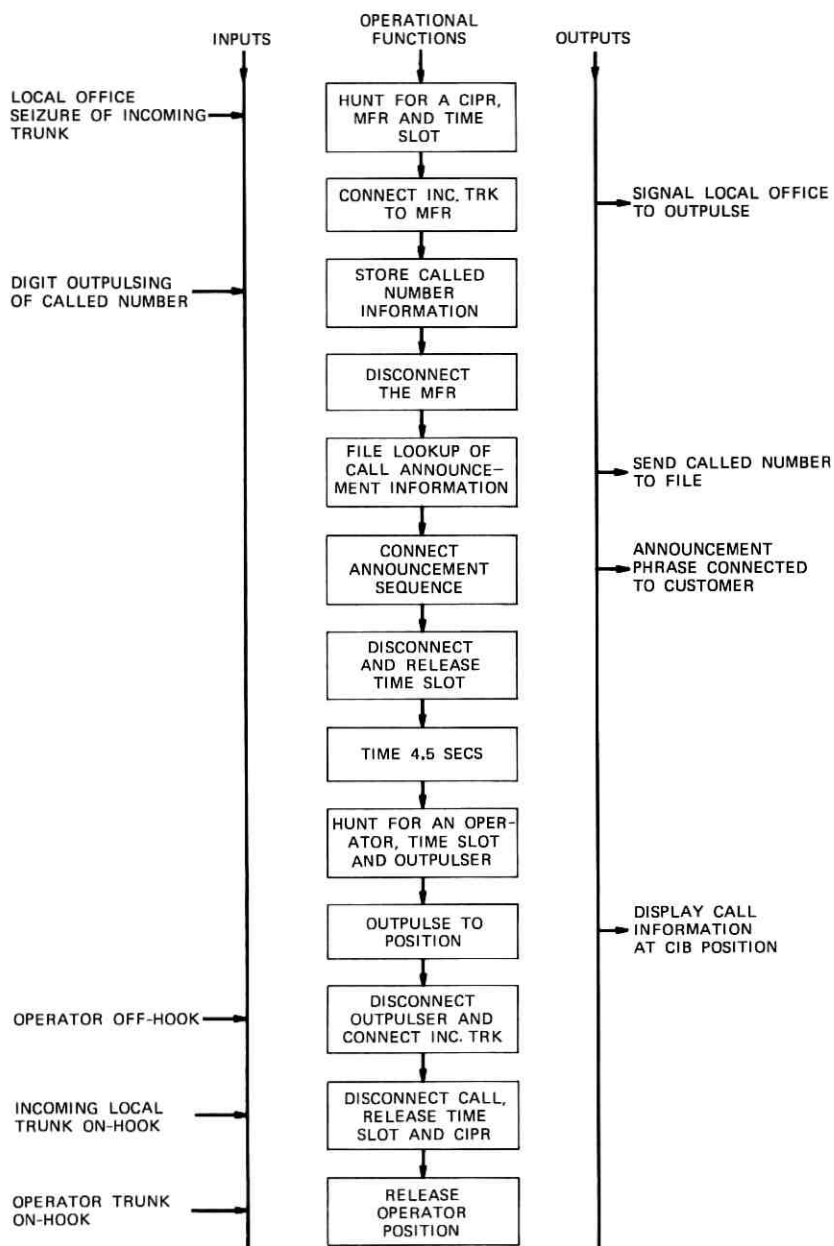 INPUTS
OPERATIONAL
FUNCTIONS
OUTPUTS
LOCAL OFFICE
SEIZURE OF INCOMING
TRUNK
HUNT FOR A CIPR,
MFR AND TIME
SLOT
CONNECT INC. TRK
TO MFR
SIGNAL LOCAL OFFICE
TO OUTPULSE
DIGIT OUTPULSING
OF CALLED NUMBER
STORE CALLED
NUMBER
INFORMATION
DISCONNECT
THE MFR
FILE LOOKUP OF
CALL ANNOUNCE-
MENT INFORMATION
SEND CALLED NUMBER
TO FILE
CONNECT
ANNOUNCEMENT
SEQUENCE
ANNOUNCEMENT
PHRASE CONNECTED
TO CUSTOMER
DISCONNECT
AND RELEASE
TIME SLOT
TIME 4.5 SECS
HUNT FOR AN OPER-
ATOR, TIME SLOT
AND OUTPULSER
OUTPULSE TO
POSITION
DISPLAY CALL
INFORMATION
AT CIB POSITION
OPERATOR OFF-HOOK
DISCONNECT
OUTPULSER AND
CONNECT INC. TRK
INCOMING LOCAL
TRUNK ON-HOOK
DISCONNECT CALL,
RELEASE TIME
SLOT AND CIPR
OPERATOR TRUNK
ON-HOOK
RELEASE
OPERATOR
POSITION